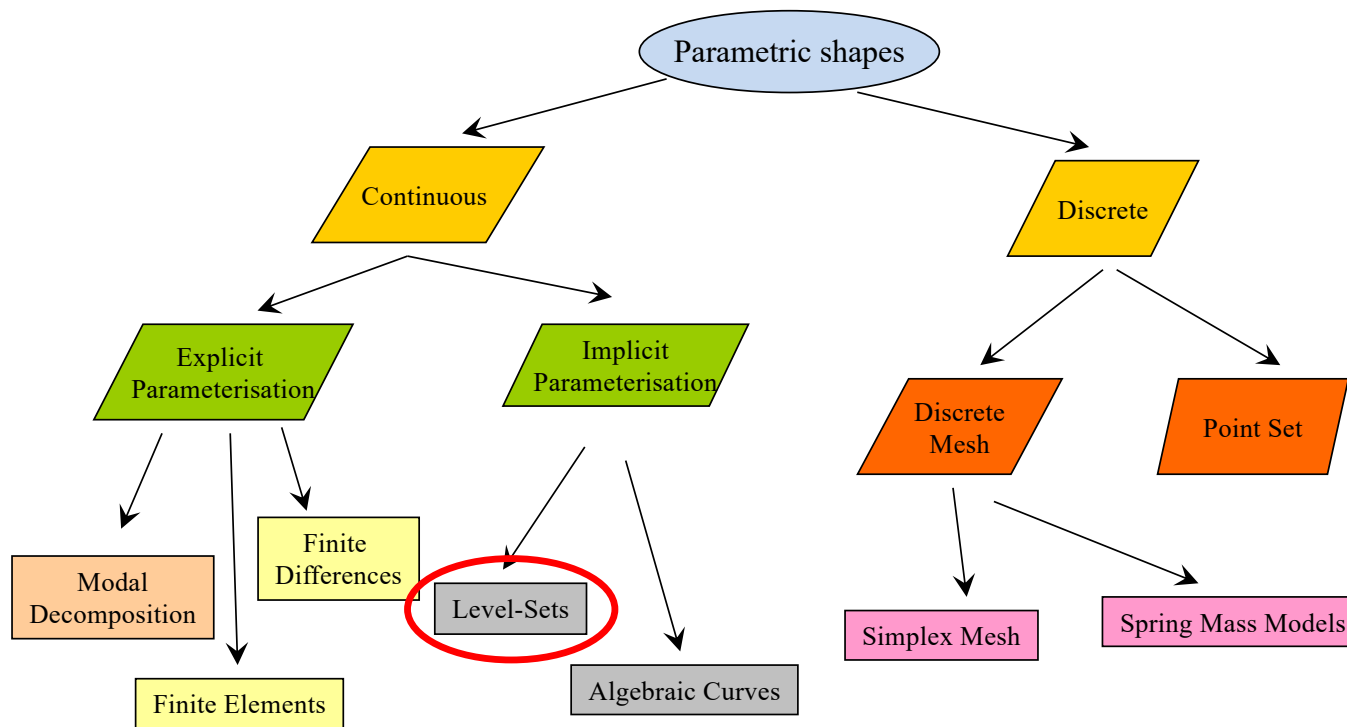 Parametric shapes
Continuous
Discrete
Explicit
Parameterisation
Implicit
Parameterisation
Discrete
Mesh
Point Set
Modal
Decomposition
Finite
Differences
Level-Sets
Simplex Mesh
Spring Mass Models
Finite Elements
Algebraic Curves